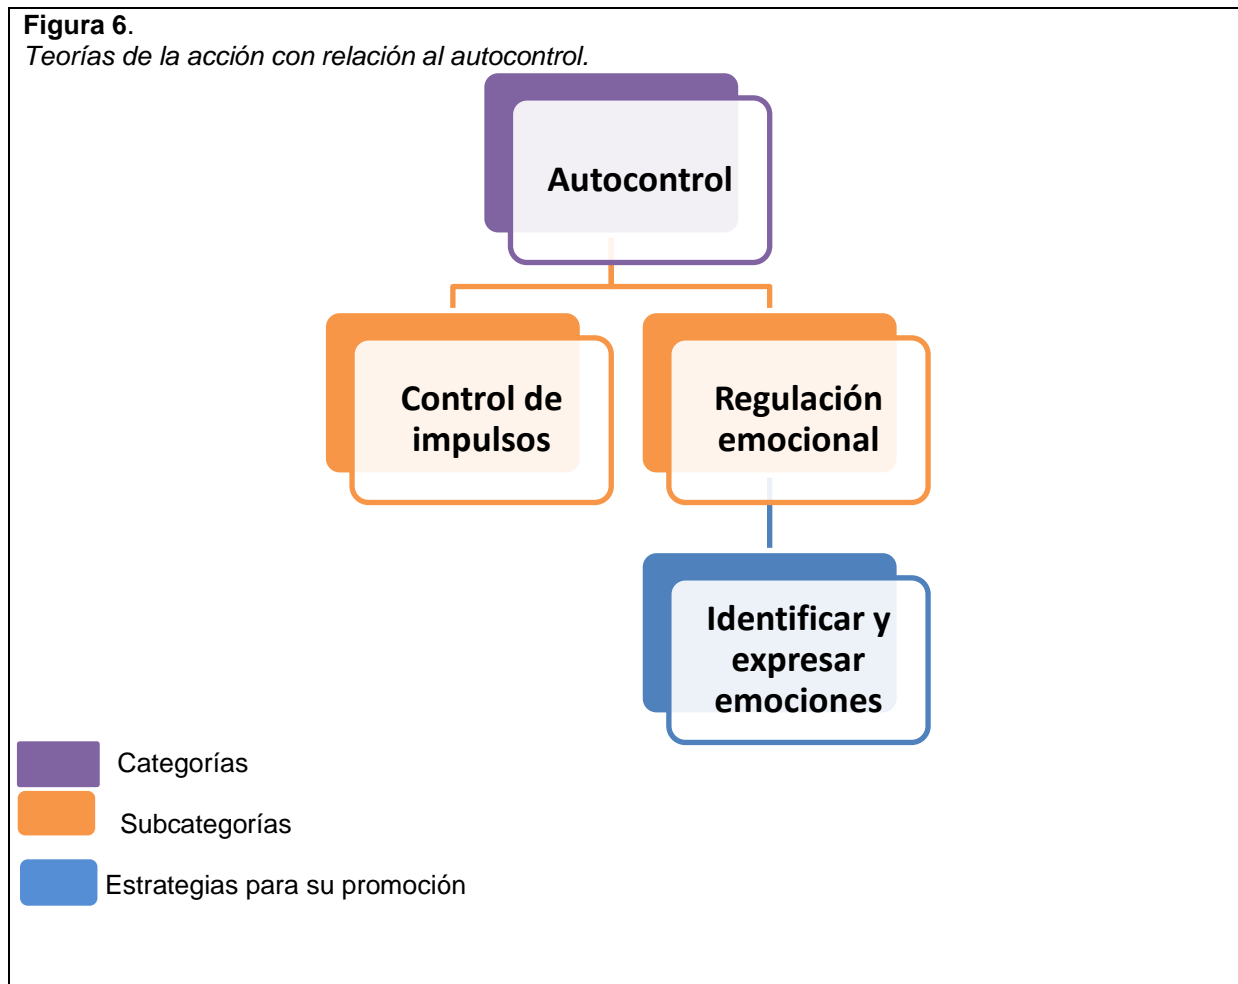 Figura 6.
Teorías de la acción con relación al autocontrol.
Autocontrol
Control de
impulsos
Regulación
emocional
Identificar y
expresar
emociones
Categorías
Subcategorías
Estrategias para su promoción